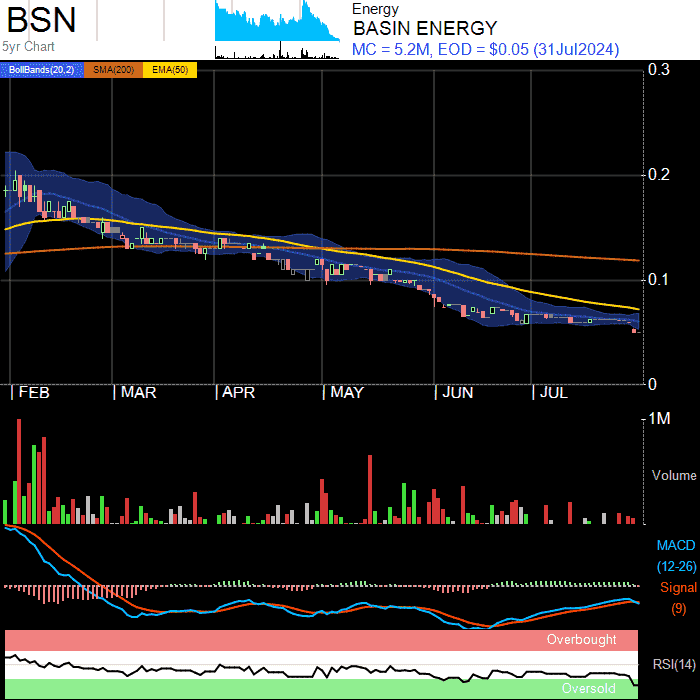 BSN
5yr Chart
Energy
BASIN ENERGY
MC = 5.2M, EOD = $0.05 (31Jul2024)
BollBands(20,2) SMA(200) EMA(50)
0.3
0.2
0.1
0
FEB MAR APR MAY JUN JUL
1M
Volume
MACD
(12-26)
Signal
(9)
Overbought
RSI(14)
Oversold